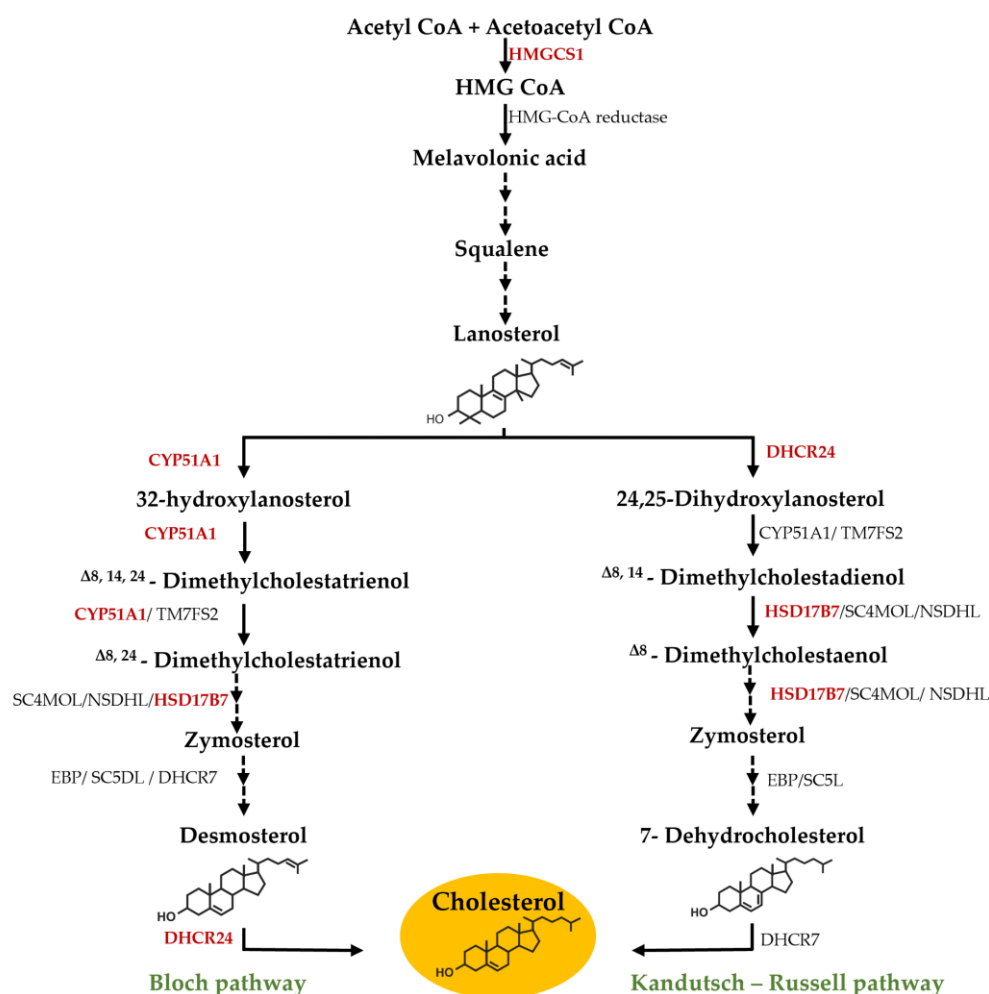 Acetyl CoA + Acetoacetyl CoA
HMGCS1
HMG CoA
HMG-CoA reductase
Melavolonic acid
Squalene
Lanosterol
HO
CYP51A1
DHCR24
32-hydroxylanosterol
24,25-Dihydroxylanosterol
CYP51A1
CYP51A1/ TM7FS2
Δ8, 14, 24 - Dimethylcholestatrienol
Δ8, 14 - Dimethylcholestadienol
CYP51A1/ TM7FS2
HSD17B7/SC4MOL/NSDHL
Δ8, 24 - Dimethylcholestatrienol
Δ8 - Dimethylcholestaenol
SC4MOL/NSDHL/HSD17B7
HSD17B7/SC4MOL/ NSDHL
Zymosterol
Zymosterol
EBP/ SC5DL / DHCR7
EBP/SC5L
Desmosterol
7- Dehydrocholesterol
HO
HO
Cholesterol
HO
DHCR24
DHCR7
Bloch pathway
Kandutsch – Russell pathway